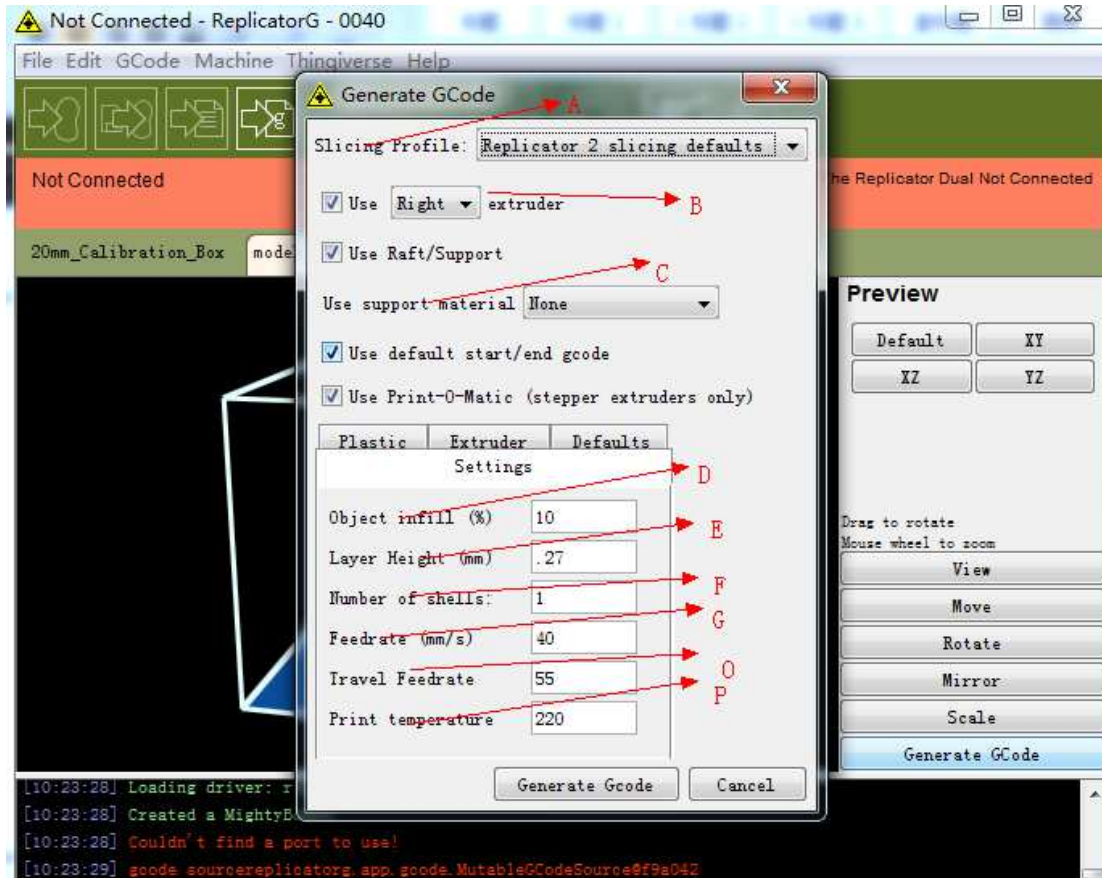 Not Connected - ReplicatorG - 0040
File Edit GCode Machine Thingiverse Help
Generate GCode
A
Slicing Profile: Replicator 2 slicing defaults
Not Connected
he Replicator Dual Not Connected
Use Right extruder
B
20mm_Calibration_Box mode
Use Raft/Support
C
Use support material None
Use default start/end gcode
Use Print-O-Matic (stepper extruders only)
Plastic Extruder Defaults
Settings
D
Object infill (%) 10
E
Layer Height (mm) .27
F
Number of shells: 1
G
Feedrate (mm/s) 40
O
Travel Feedrate 55
P
Print temperature 220
Generate Gcode Cancel
Preview
Default XY
XZ YZ
Drag to rotate
Mouse wheel to zoom
View
Move
Rotate
Mirror
Scale
Generate GCode
[10:23:28] Loading driver: r
[10:23:28] Created a MightyB
[10:23:28] Couldn't find a port to use!
[10:23:29] gcode sourcereplicatorg.app.gcode.MutableGCodeSource@f9a042